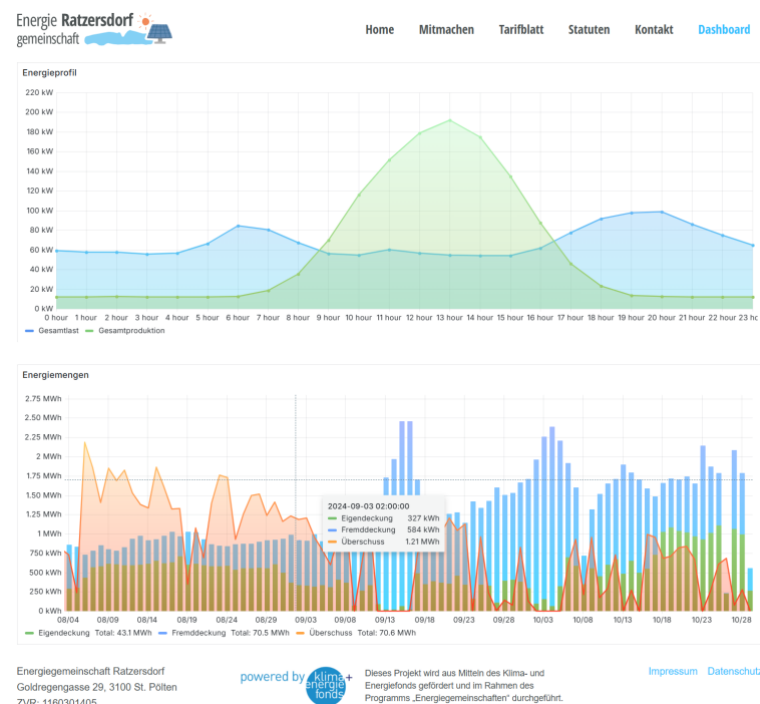 Energie Ratzersdorf
gemeinschaft
Home Mitmachen Tarifblatt Statuten Kontakt Dashboard
Energieprofil
220 kW
200 kW
180 kW
160 kW
140 kW
120 kW
100 kW
80 kW
60 kW
40 kW
20 kW
0 kW
0 hour 1 hour 2 hour 3 hour 4 hour 5 hour 6 hour 7 hour 8 hour 9 hour 10 hour 11 hour 12 hour 13 hour 14 hour 15 hour 16 hour 17 hour 18 hour 19 hour 20 hour 21 hour 22 hour 23 h
Gesamtlast Gesamtproduktion
Energiemengen
2.75 MWh
2.50 MWh
2.25 MWh
2 MWh
1.75 MWh
1.50 MWh
1.25 MWh
1 MWh
750 kWh
500 kWh
250 kWh
0 kWh
2024-09-03 02:00:00
Eigendeckung 327 kWh
Fremddeckung 584 kWh
Überschuss 1.21 MWh
08/04 08/09 08/14 08/19 08/24 08/29 09/03 09/08 09/13 09/18 09/23 09/28 10/03 10/08 10/13 10/18 10/23 10/28
Eigendeckung Total: 43.1 MWh Fremddeckung Total: 70.5 MWh Überschuss Total: 70.6 MWh
Energiegemeinschaft Ratzersdorf
Goldregengasse 29, 3100 St. Pölten
ZVR: 1160301405
powered by klima+
energie
fonds
Dieses Projekt wird aus Mitteln des Klima- und
Energiefonds gefördert und im Rahmen des
Programms „Energiegemeinschaften" durchgeführt.
Impressum Datenschutz